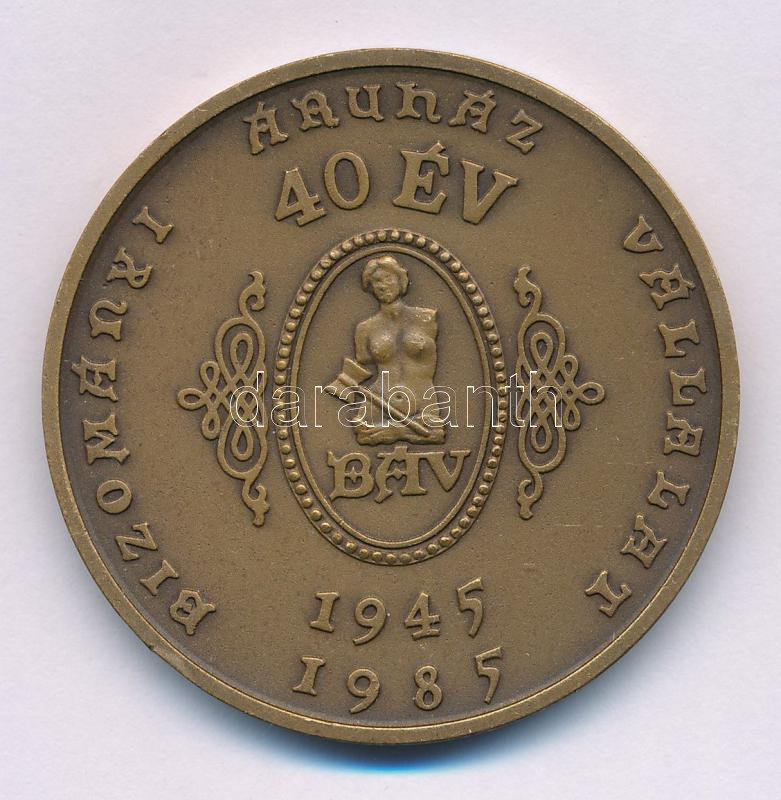 BIZOMÁNYI ÁRUHÁZ VÁLLALAT
40 ÉV
BÁV
1945
1985
darabanth